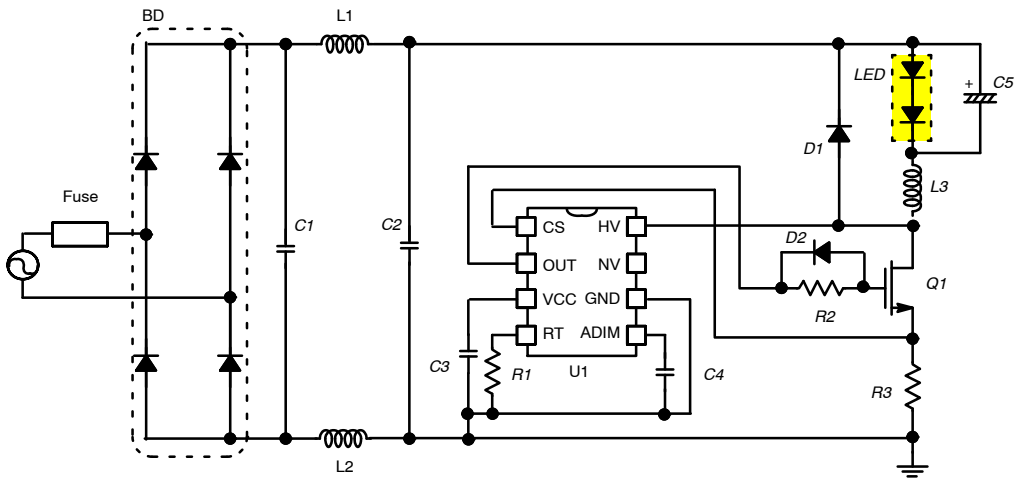 BD
L1
LED
+
C5
D1
Fuse
L3
C1
C2
CS
HV
D2
OUT
NV
Q1
VCC
GND
R2
RT
ADIM
C3
R1
U1
C4
R3
L2